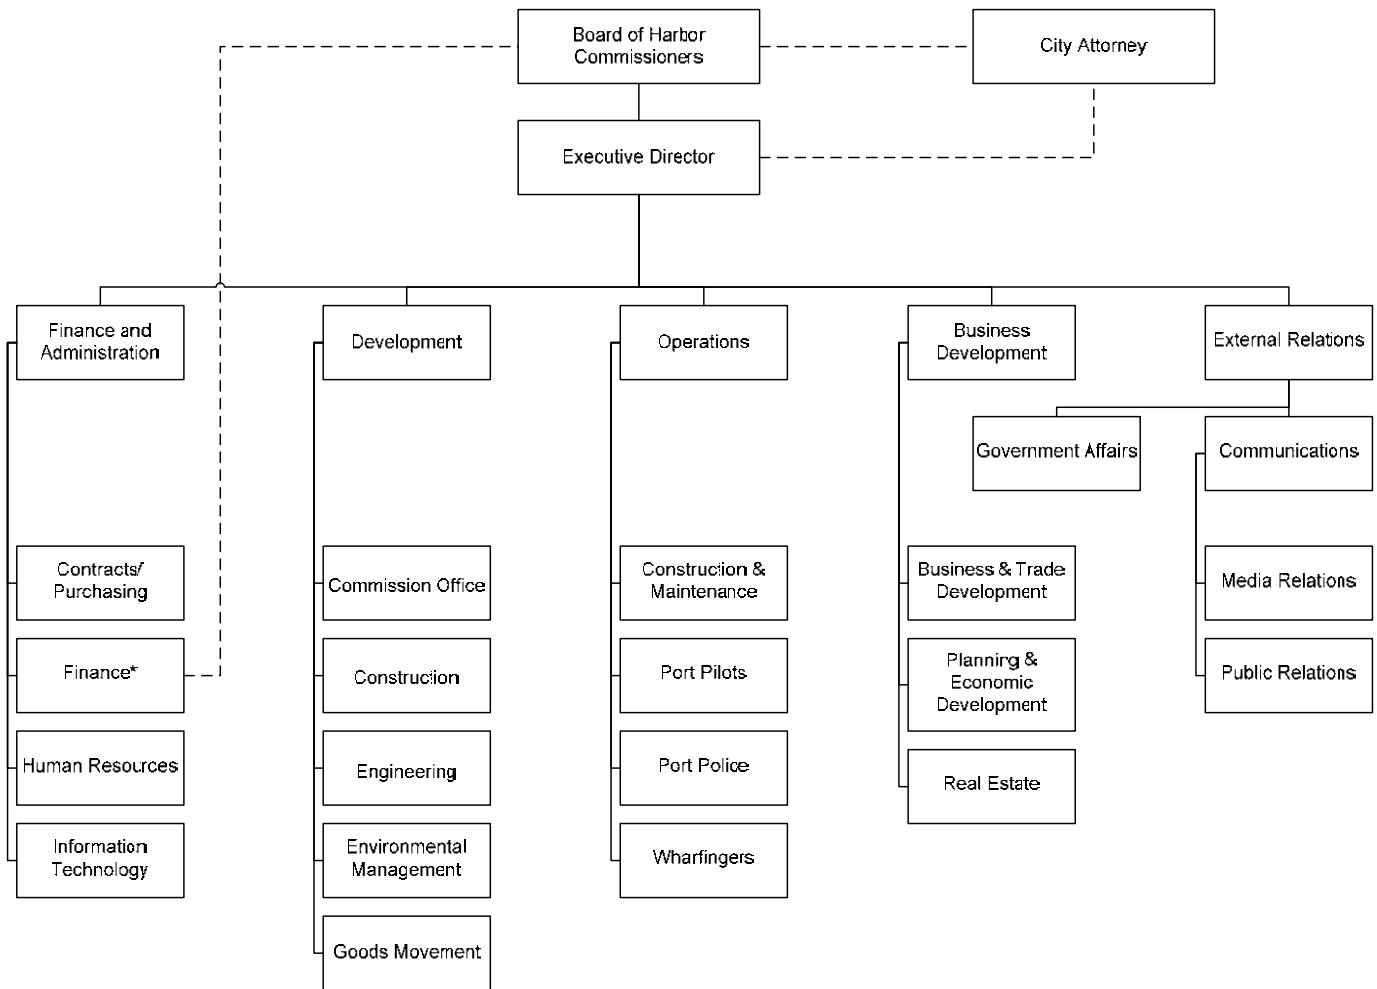 Board of Harbor
Commissioners
City Attorney
Executive Director
Finance and
Administration
Development
Operations
Business
Development
External Relations
Government Affairs
Communications
Contracts/
Purchasing
Commission Office
Construction &
Maintenance
Business & Trade
Development
Media Relations
Finance*
Construction
Port Pilots
Planning &
Economic
Development
Public Relations
Human Resources
Engineering
Port Police
Real Estate
Information
Technology
Environmental
Management
Wharfingers
Goods Movement